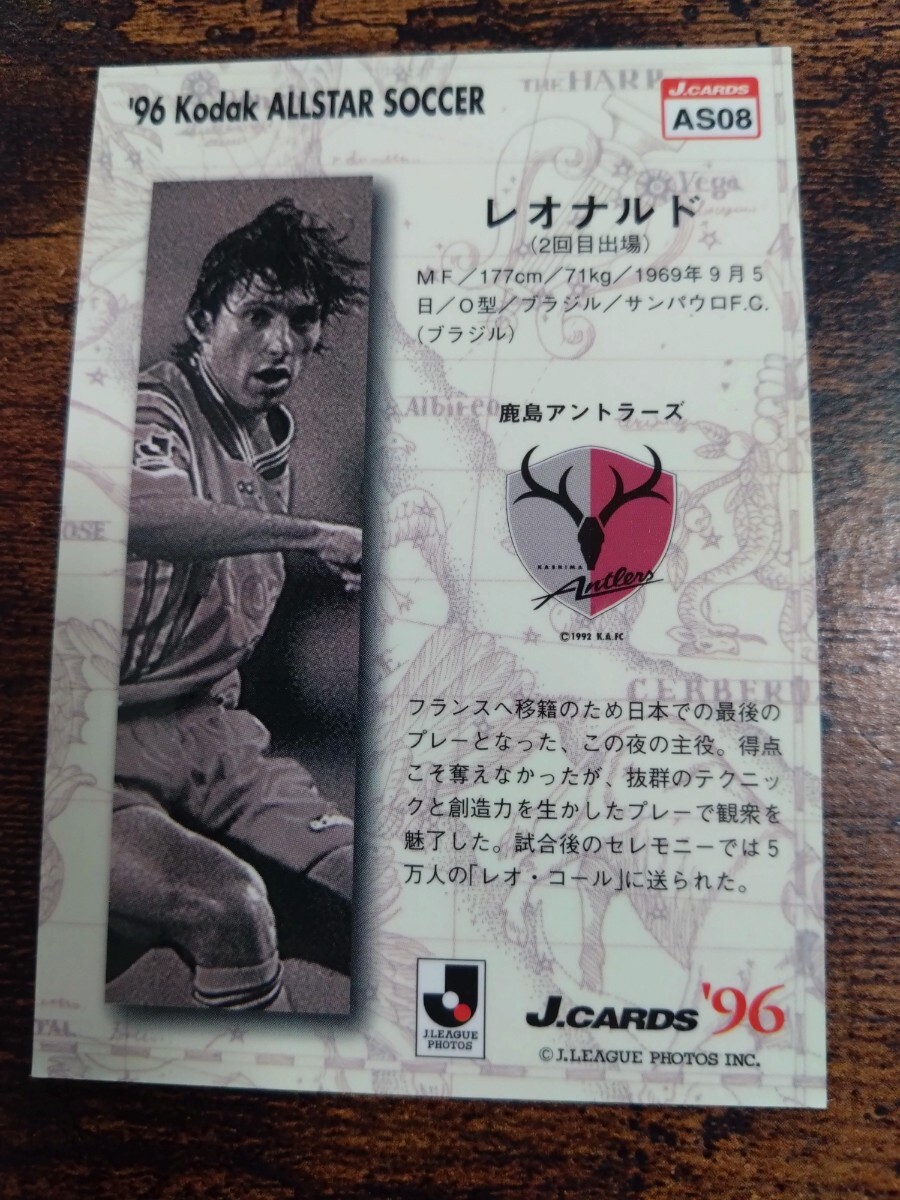 '96 Kodak ALLSTAR SOCCER
THE HARP
J.CARDS
AS08
Vega
レオナルド
(2回目出場)
MF／177cm／71kg／1969年9月5
日／O型／ブラジル／サンパウロF.C.
(ブラジル)
Albireo
鹿島アントラーズ
KASHIMA
Antlers
©1992 K.A.FC
CERBER
フランスへ移籍のため日本での最後の
プレーとなった、この夜の主役。得点
こそ奪えなかったが、抜群のテクニッ
クと創造力を生かしたプレーで観衆を
魅了した。試合後のセレモニーでは5
万人の｢レオ・コール｣に送られた。
J.LEAGUE
PHOTOS
J.CARDS '96
©J.LEAGUE PHOTOS INC.